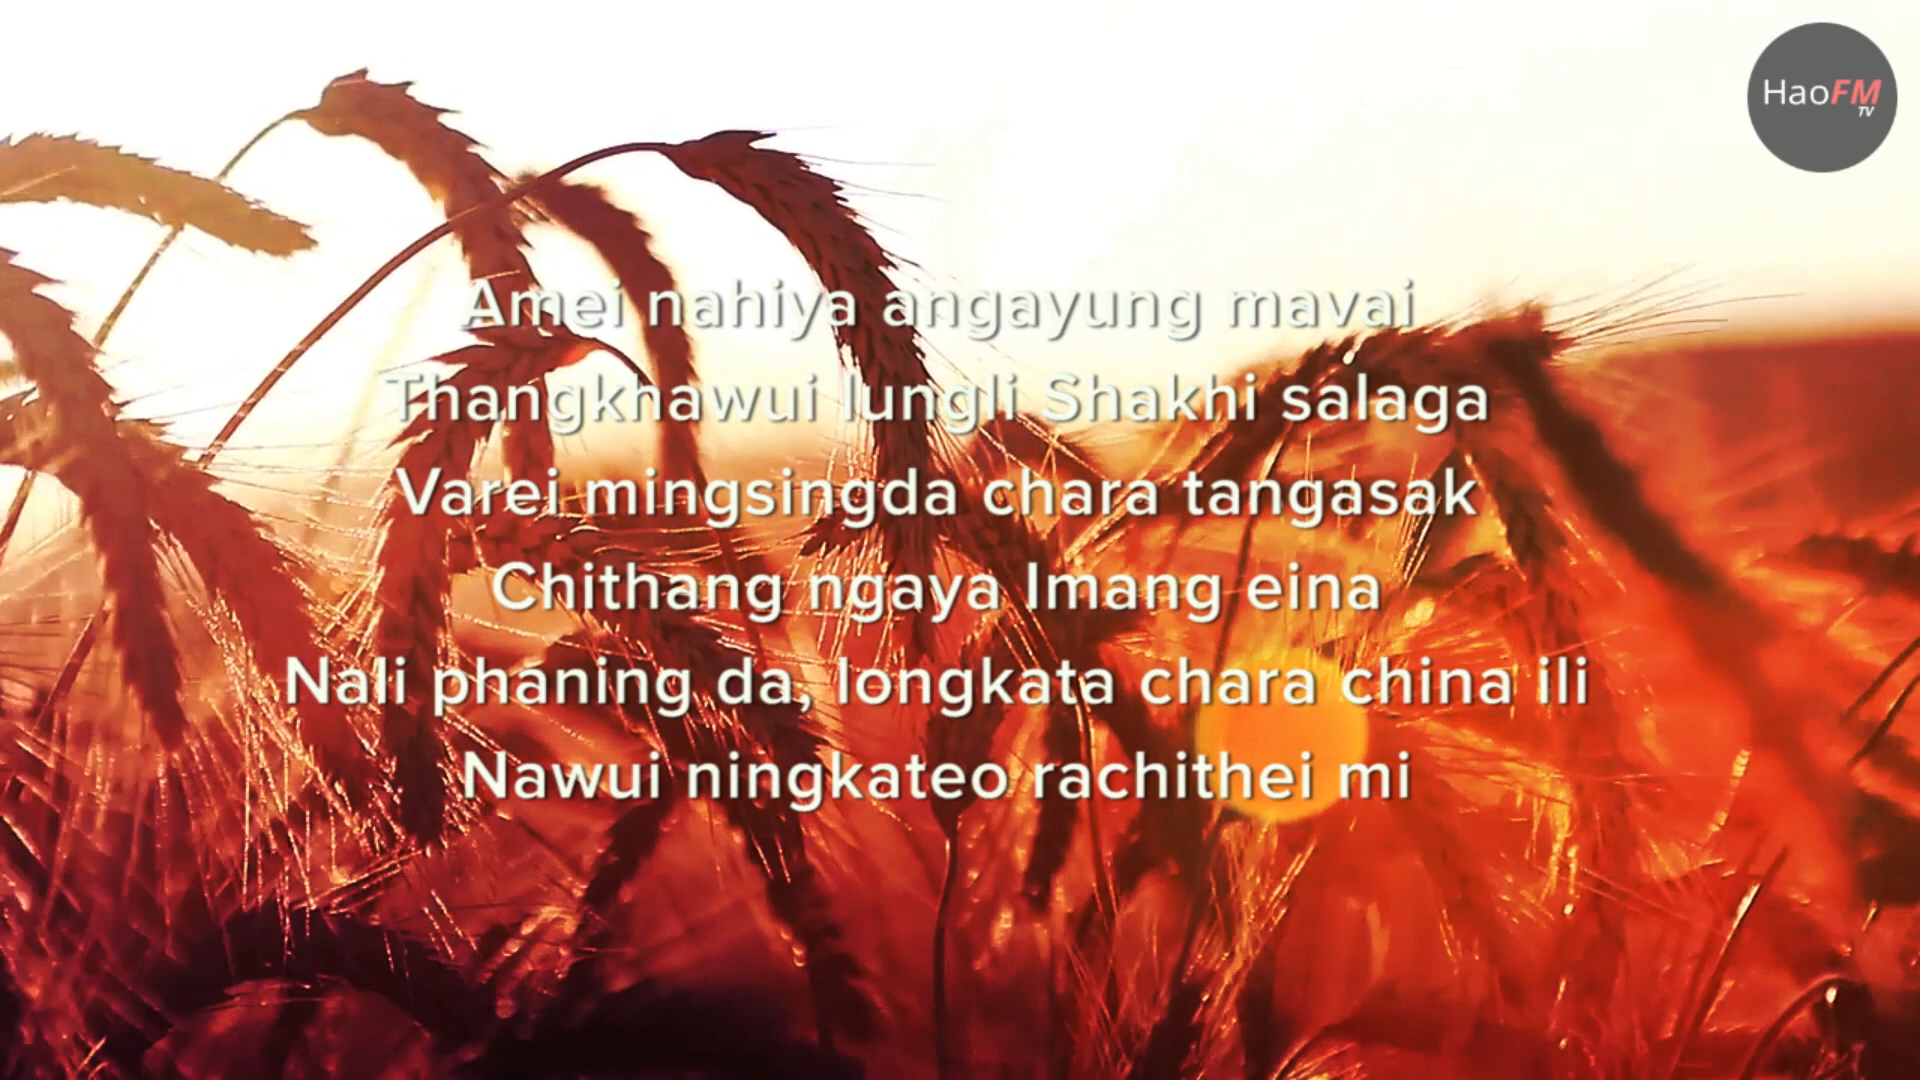 HaoFM
TV
Amei nahiya angayung mavai
Thangkhawui lungli Shakhi salaga
Varei mingsingda chara tangasak
Chithang ngaya Imang eina
Nali phaning da, longkata chara china ili
Nawui ningkateo rachithei mi